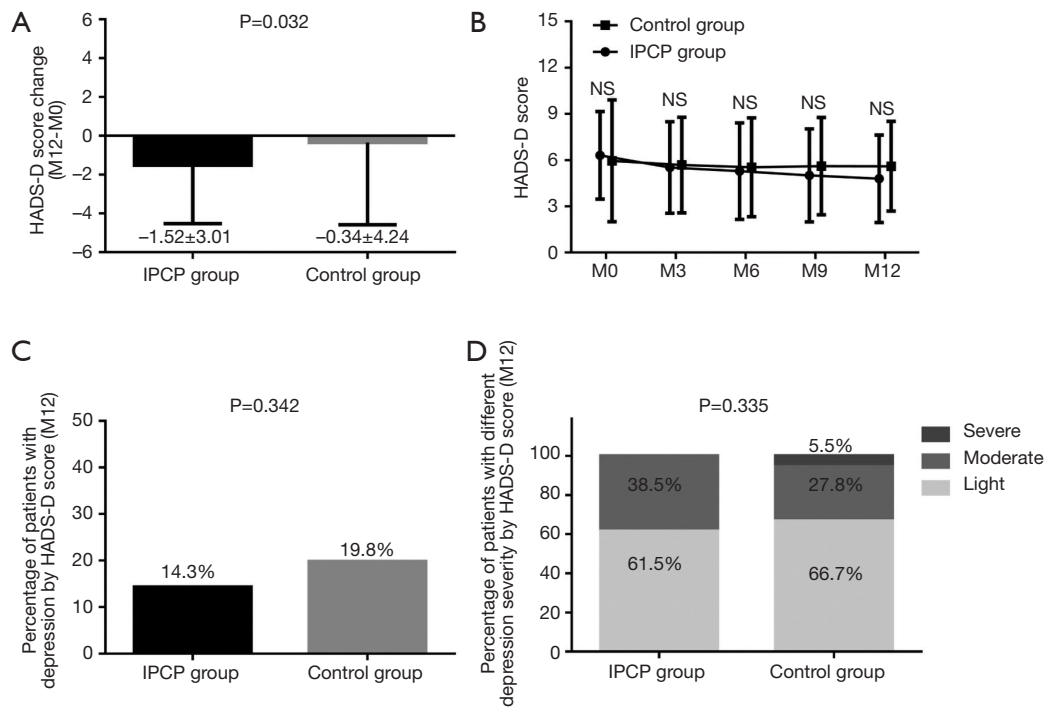 A
P=0.032
HADS-D score change
(M12-M0)
6
4
2
0
–2
–4
–6
–1.52±3.01
–0.34±4.24
IPCP group
Control group
B
Control group
IPCP group
HADS-D score
15
12
9
6
3
0
NS
NS
NS
NS
NS
M0
M3
M6
M9
M12
C
P=0.342
Percentage of patients with
depression by HADS-D score (M12)
50
40
30
20
10
0
14.3%
19.8%
IPCP group
Control group
D
P=0.335
Percentage of patients with different
depression severity by HADS-D score (M12)
100
80
60
40
20
0
38.5%
61.5%
5.5%
27.8%
66.7%
IPCP group
Control group
Severe
Moderate
Light